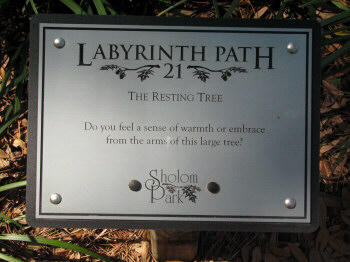 LABYRINTH PATH
21
THE RESTING TREE
Do you feel a sense of warmth or embrace
from the arms of this large tree?
Sholom
Park